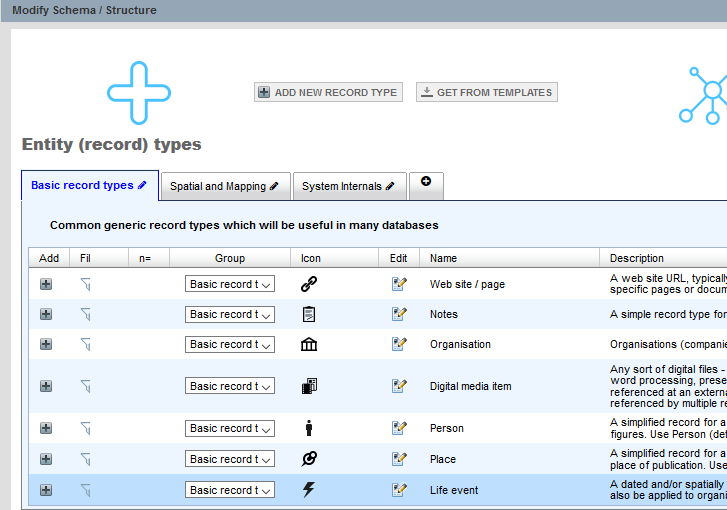 Modify Schema / Structure
ADD NEW RECORD TYPE
GET FROM TEMPLATES
Entity (record) types
Basic record types
Spatial and Mapping
System Internals
Common generic record types which will be useful in many databases
Add Fil n= Group Icon Edit Name Description
Basic record t Web site / page A web site URL, typically
specific pages or docum
Basic record t Notes A simple record type for
Basic record t Organisation Organisations (companie
Any sort of digital files -
word processing, prese
Basic record t Digital media item referenced at an externa
referenced by multiple re
Basic record t Person A simplified record for a
figures. Use Person (def
Basic record t Place A simplified record for a
place of publication. Use
Basic record t Life event A dated and/or spatially
also be applied to organi